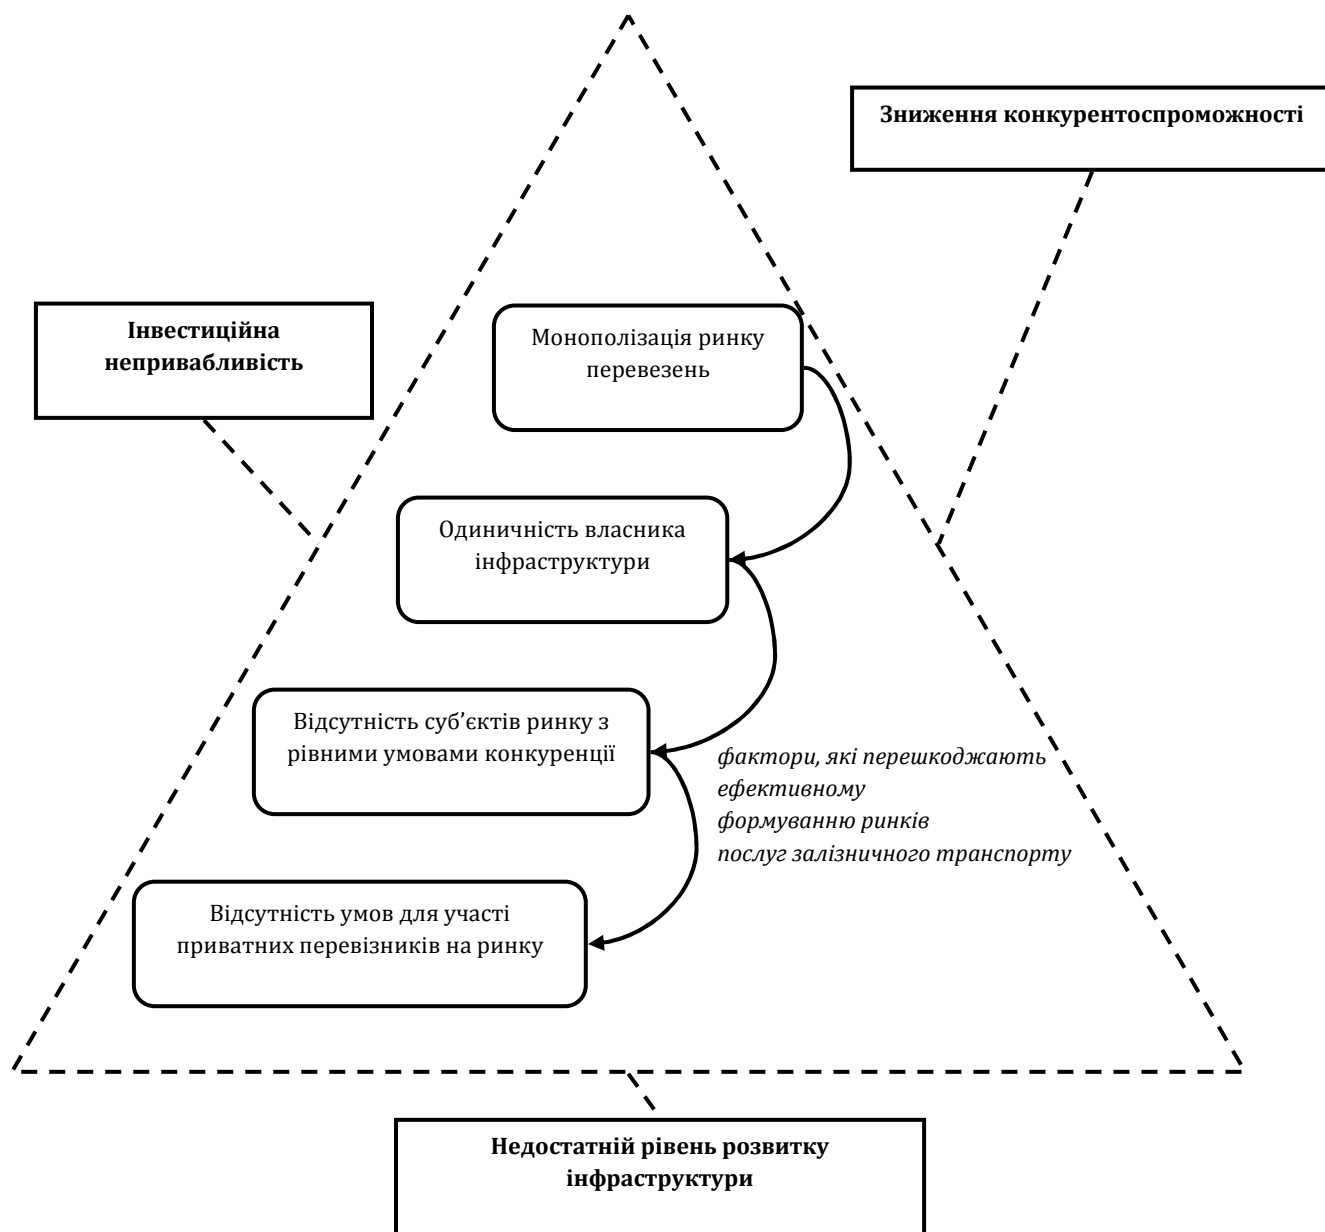 Зниження конкурентоспроможності
Інвестиційна
непривабливість
Монополізація ринку
перевезень
Одиничність власника
інфраструктури
Відсутність суб’єктів ринку з
рівними умовами конкуренції
фактори, які перешкоджають
ефективному
формуванню ринків
послуг залізничного транспорту
Відсутність умов для участі
приватних перевізників на ринку
Недостатній рівень розвитку
інфраструктури